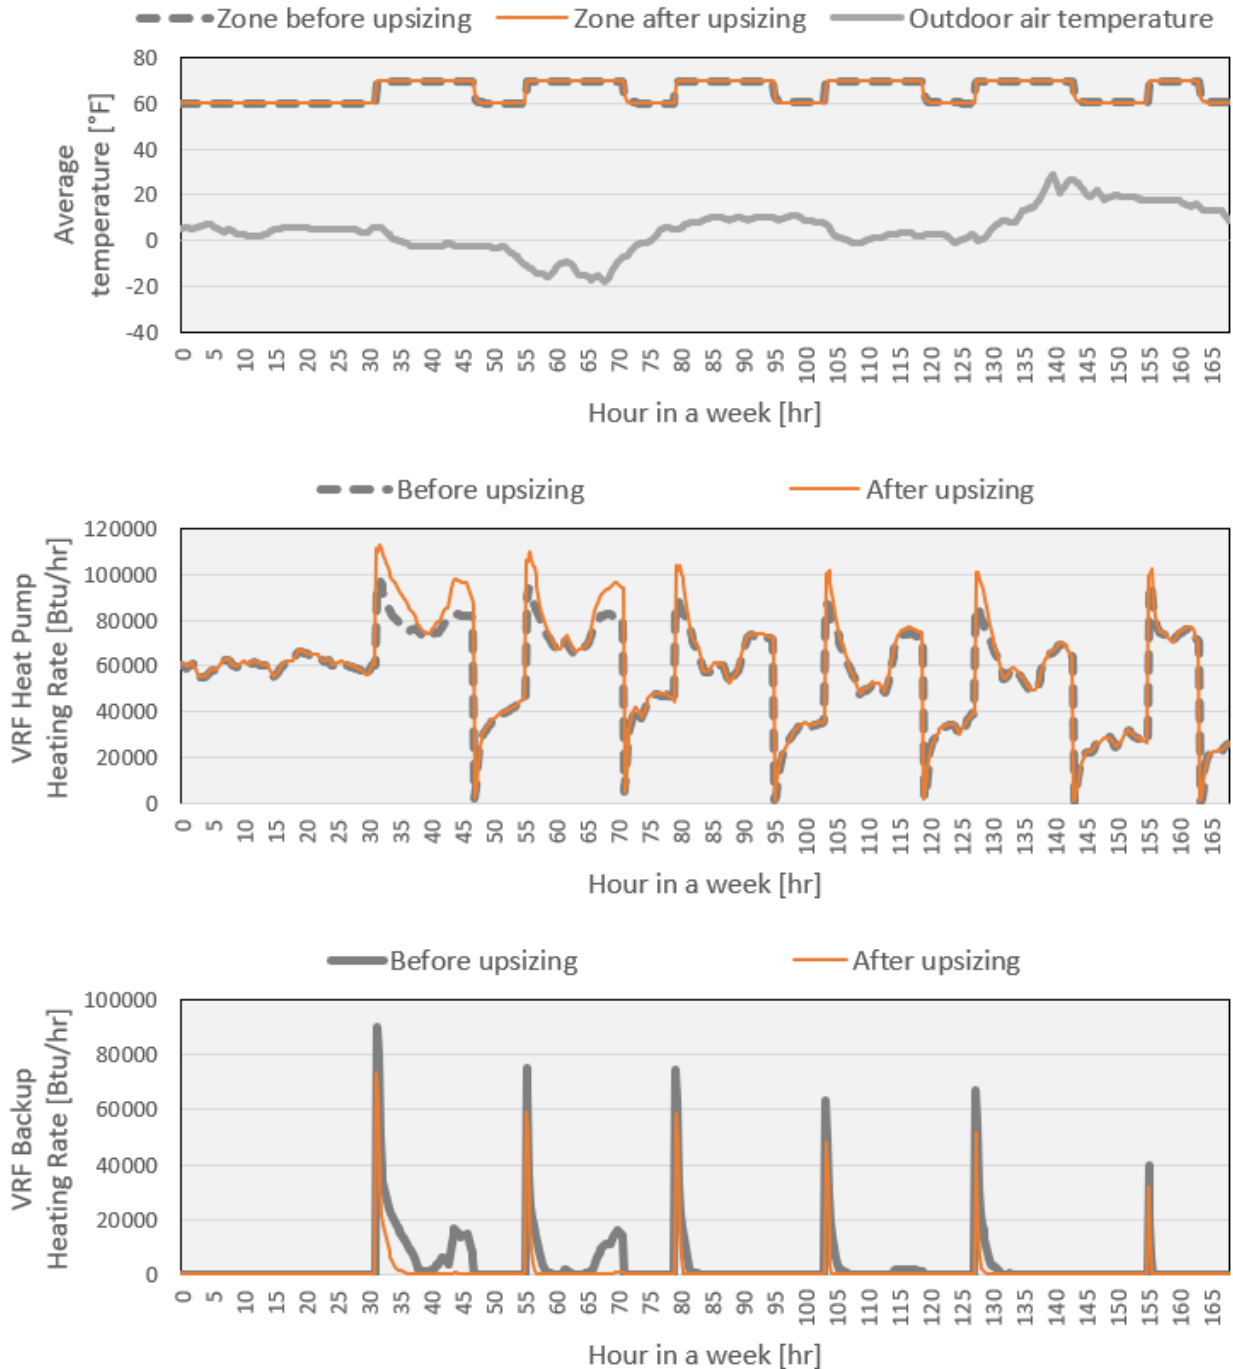 Zone before upsizing Zone after upsizing Outdoor air temperature
80
60
40
20
0
-20
-40
Average
temperature [°F]
0 5 10 15 20 25 30 35 40 45 50 55 60 65 70 75 80 85 90 95 100 105 110 115 120 125 130 135 140 145 150 155 160 165
Hour in a week [hr]
Before upsizing After upsizing
120000
100000
80000
60000
40000
20000
0
VRF Heat Pump
Heating Rate [Btu/hr]
0 5 10 15 20 25 30 35 40 45 50 55 60 65 70 75 80 85 90 95 100 105 110 115 120 125 130 135 140 145 150 155 160 165
Hour in a week [hr]
Before upsizing After upsizing
100000
80000
60000
40000
20000
0
VRF Backup
Heating Rate [Btu/hr]
0 5 10 15 20 25 30 35 40 45 50 55 60 65 70 75 80 85 90 95 100 105 110 115 120 125 130 135 140 145 150 155 160 165
Hour in a week [hr]